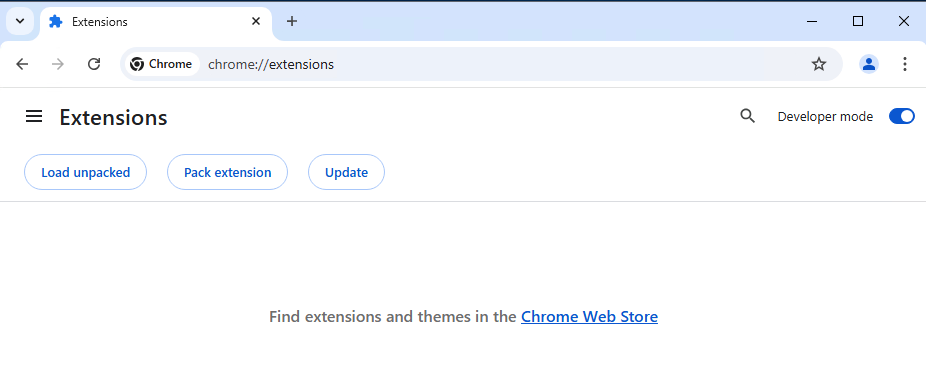 Extensions
Chrome chrome://extensions
Extensions Developer mode
Load unpacked Pack extension Update
Find extensions and themes in the Chrome Web Store